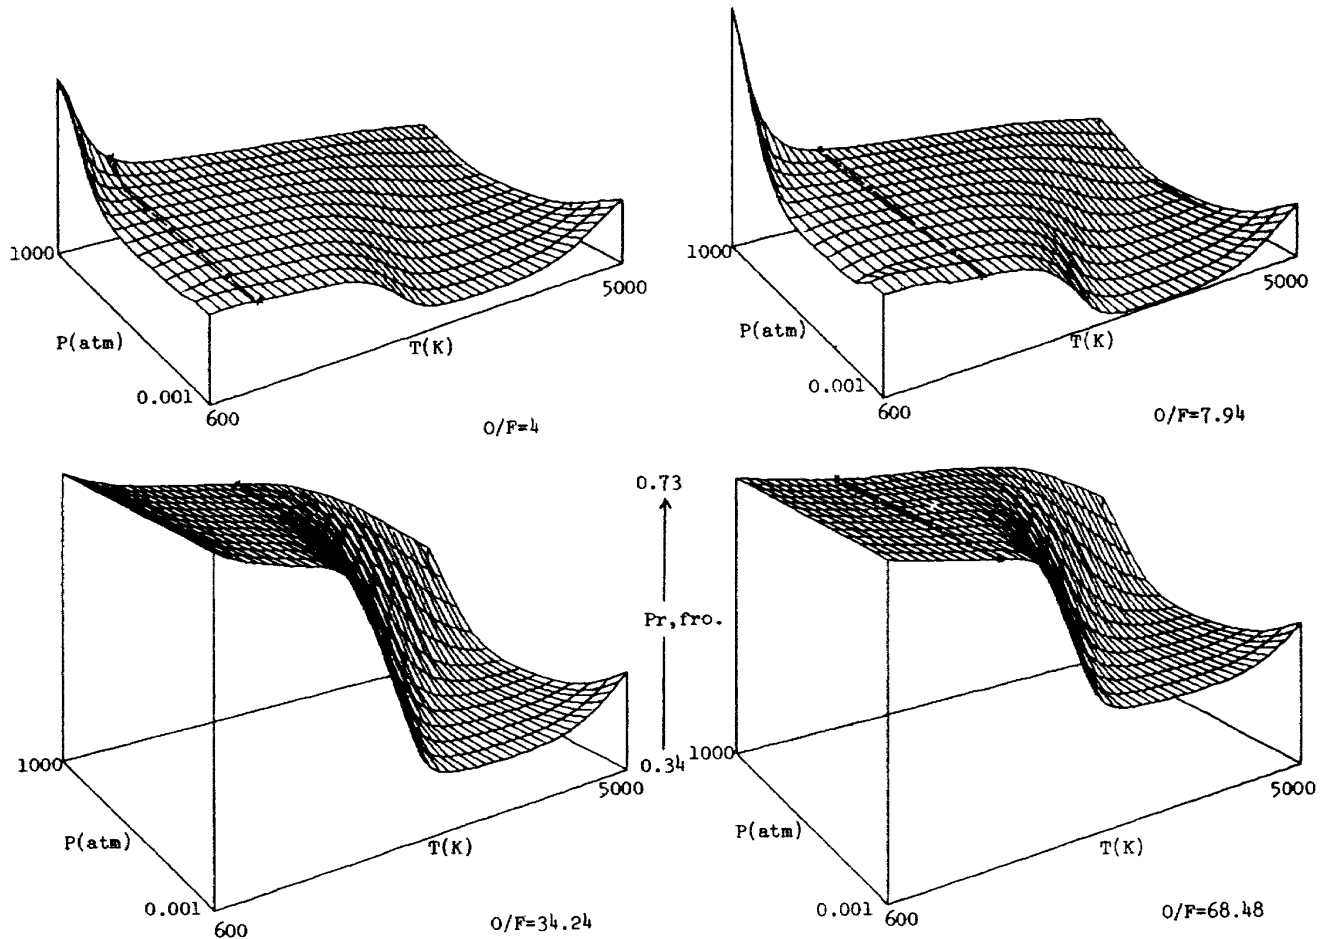 1000
P(atm)
0.001
600
T(K)
5000
O/F=4
1000
P(atm)
0.001
600
T(K)
5000
O/F=7.94
0.73
Pr,fro.
0.34
1000
P(atm)
0.001
600
T(K)
5000
O/F=34.24
1000
P(atm)
0.001
600
T(K)
5000
O/F=68.48